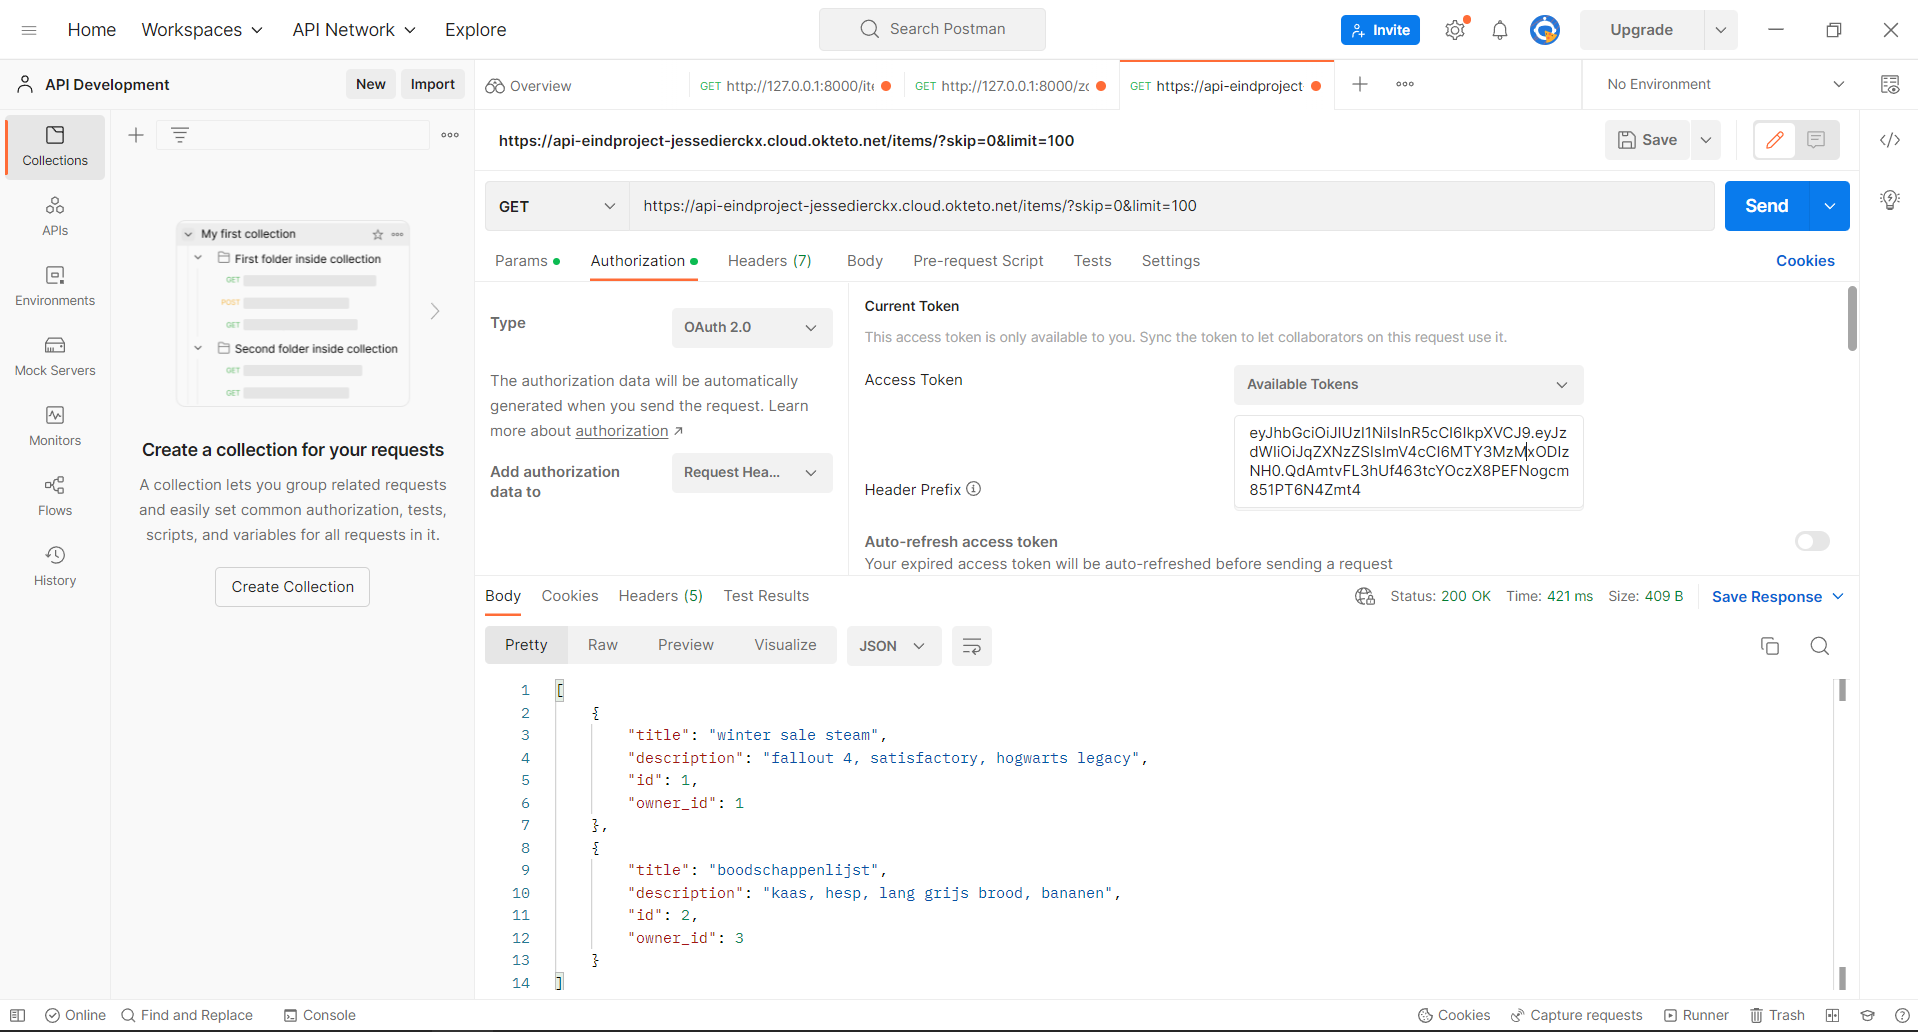 Home
Workspaces
API Network
Explore
Search Postman
Invite
Upgrade
API Development
New
Import
Overview
GET http://127.0.0.1:8000/ite
GET http://127.0.0.1:8000/zo
GET https://api-eindproject
No Environment
Collections
APIs
Environments
Mock Servers
Monitors
Flows
History
My first collection
First folder inside collection
GET
POST
GET
Second folder inside collection
GET
GET
Create a collection for your requests
A collection lets you group related requests
and easily set common authorization, tests,
scripts, and variables for all requests in it.
Create Collection
https://api-eindproject-jessedierckx.cloud.okteto.net/items/?skip=0&limit=100
Save
GET
https://api-eindproject-jessedierckx.cloud.okteto.net/items/?skip=0&limit=100
Send
Params
Authorization
Headers (7)
Body
Pre-request Script
Tests
Settings
Cookies
Type
OAuth 2.0
The authorization data will be automatically
generated when you send the request. Learn
more about authorization ↗
Add authorization
data to
Request Hea...
Current Token
This access token is only available to you. Sync the token to let collaborators on this request use it.
Access Token
Available Tokens
eyJhbGciOiJIUzI1NiIsInR5cCI6IkpXVCJ9.eyJz
dWIiOiJqZXNzZSIsImV4cCI6MTY3MzMxODIz
NH0.QdAmtvFL3hUf463tcYOczX8PEFNogcm
851PT6N4Zmt4
Header Prefix
Auto-refresh access token
Your expired access token will be auto-refreshed before sending a request
Body
Cookies
Headers (5)
Test Results
Status: 200 OK
Time: 421 ms
Size: 409 B
Save Response
Pretty
Raw
Preview
Visualize
JSON
1 [
2 {
3 "title": "winter sale steam",
4 "description": "fallout 4, satisfactory, hogwarts legacy",
5 "id": 1,
6 "owner_id": 1
7 },
8 {
9 "title": "boodschappenlijst",
10 "description": "kaas, hesp, lang grijs brood, bananen",
11 "id": 2,
12 "owner_id": 3
13 }
14 ]
Online
Find and Replace
Console
Cookies
Capture requests
Runner
Trash